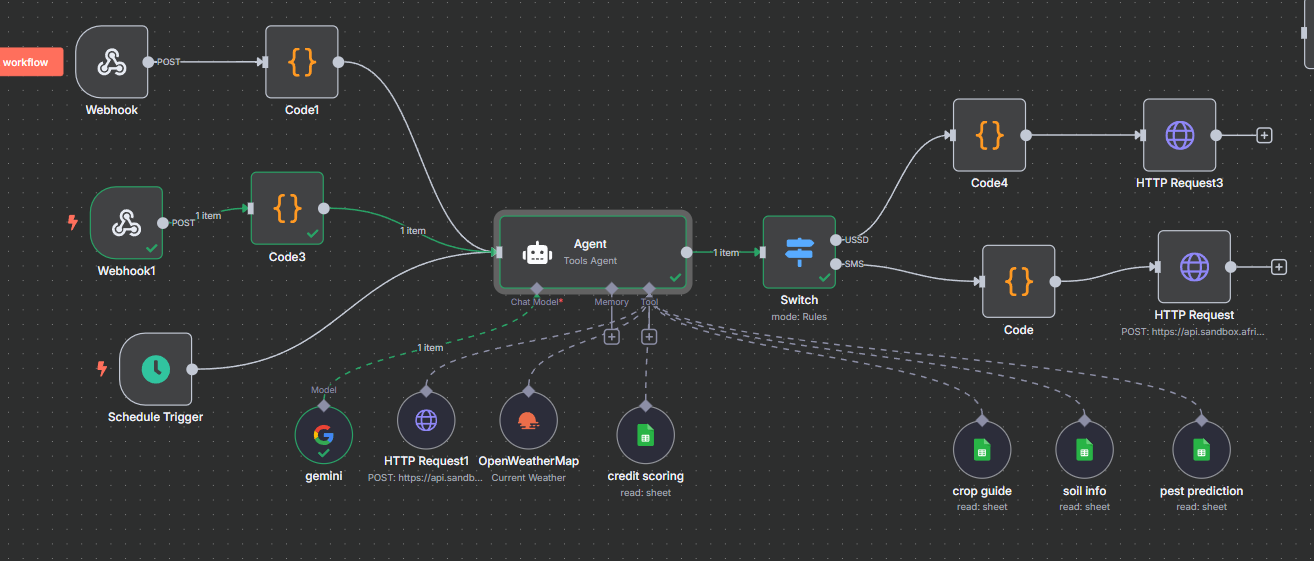 workflow
POST
Webhook
Code1
POST
1 item
Webhook1
Code3
1 item
Agent
Tools Agent
Chat Model*
Memory
Tool
1 item
Switch
mode: Rules
USSD
SMS
Code4
HTTP Request3
Code
HTTP Request
POST: https://api.sandbox.afri...
Schedule Trigger
1 item
Model
gemini
HTTP Request1
POST: https://api.sandb...
OpenWeatherMap
Current Weather
credit scoring
read: sheet
crop guide
read: sheet
soil info
read: sheet
pest prediction
read: sheet